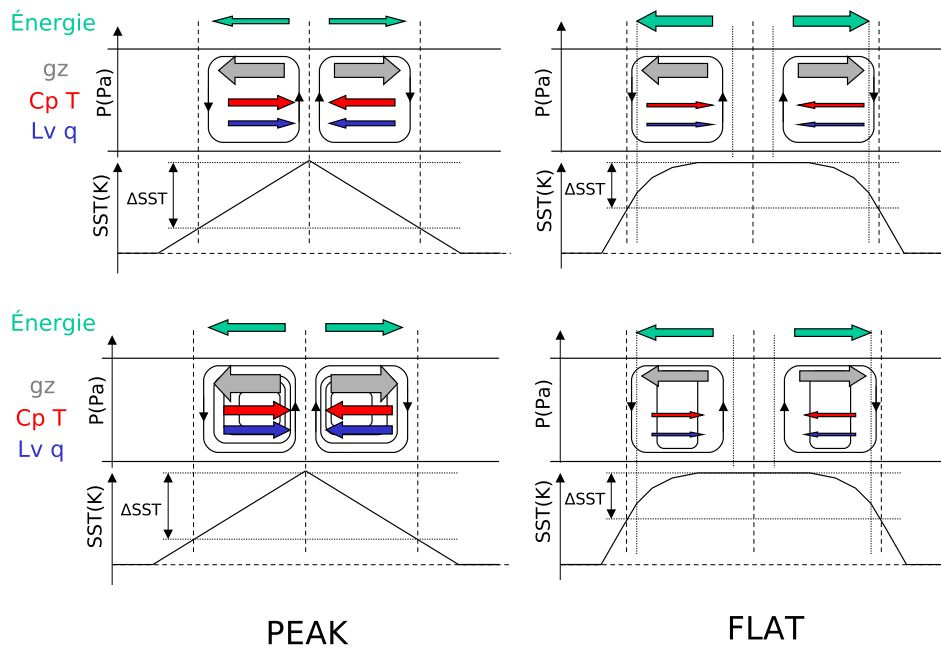 Énergie
gz
Cp T
Lv q
P(Pa)
SST(K)
ΔSST
P(Pa)
SST(K)
ΔSST
Énergie
gz
Cp T
Lv q
P(Pa)
SST(K)
ΔSST
P(Pa)
SST(K)
ΔSST
PEAK
FLAT